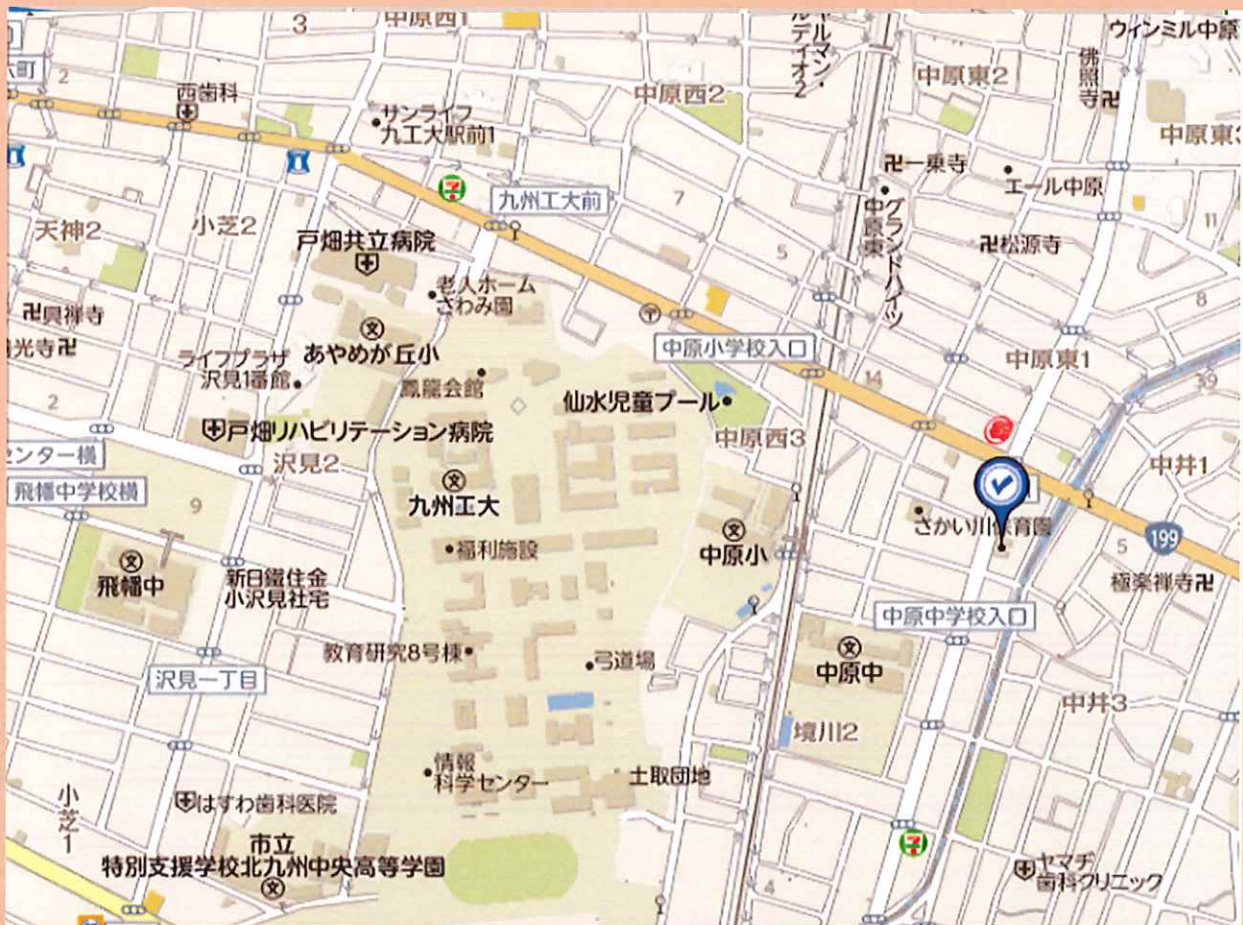 3
中原西1
ヤルマン・
ルディオ2
ウィンミル中原
佛照寺卍
中原東2
2
西歯科
サンライフ
九工大駅前1
中原西2
中原東3
卍一乗寺
エール中原
九州工大前
7
グランドハイツ
中原東
11
天神2
小芝2
戸畑共立病院
5
卍松源寺
老人ホーム
さわみ園
8
卍興禅寺
光寺卍
あやめが丘小
中原小学校入口
中原東1
ライフプラザ
沢見1番館
鳳龍会館
14
39
2
仙水児童プール
戸畑リハビリテーション病院
中原西3
センター横
沢見2
中井1
飛幡中学校横
9
九州工大
さかい川保育園
199
福利施設
中原小
5
飛幡中
新日鐵住金
小沢見社宅
極楽禅寺卍
中原中学校入口
教育研究8号棟
弓道場
中原中
沢見一丁目
中井3
境川2
情報
科学センター
土取団地
小芝1
はすわ歯科医院
市立
特別支援学校北九州中央高等学園
ヤマヂ
歯科クリニック
4